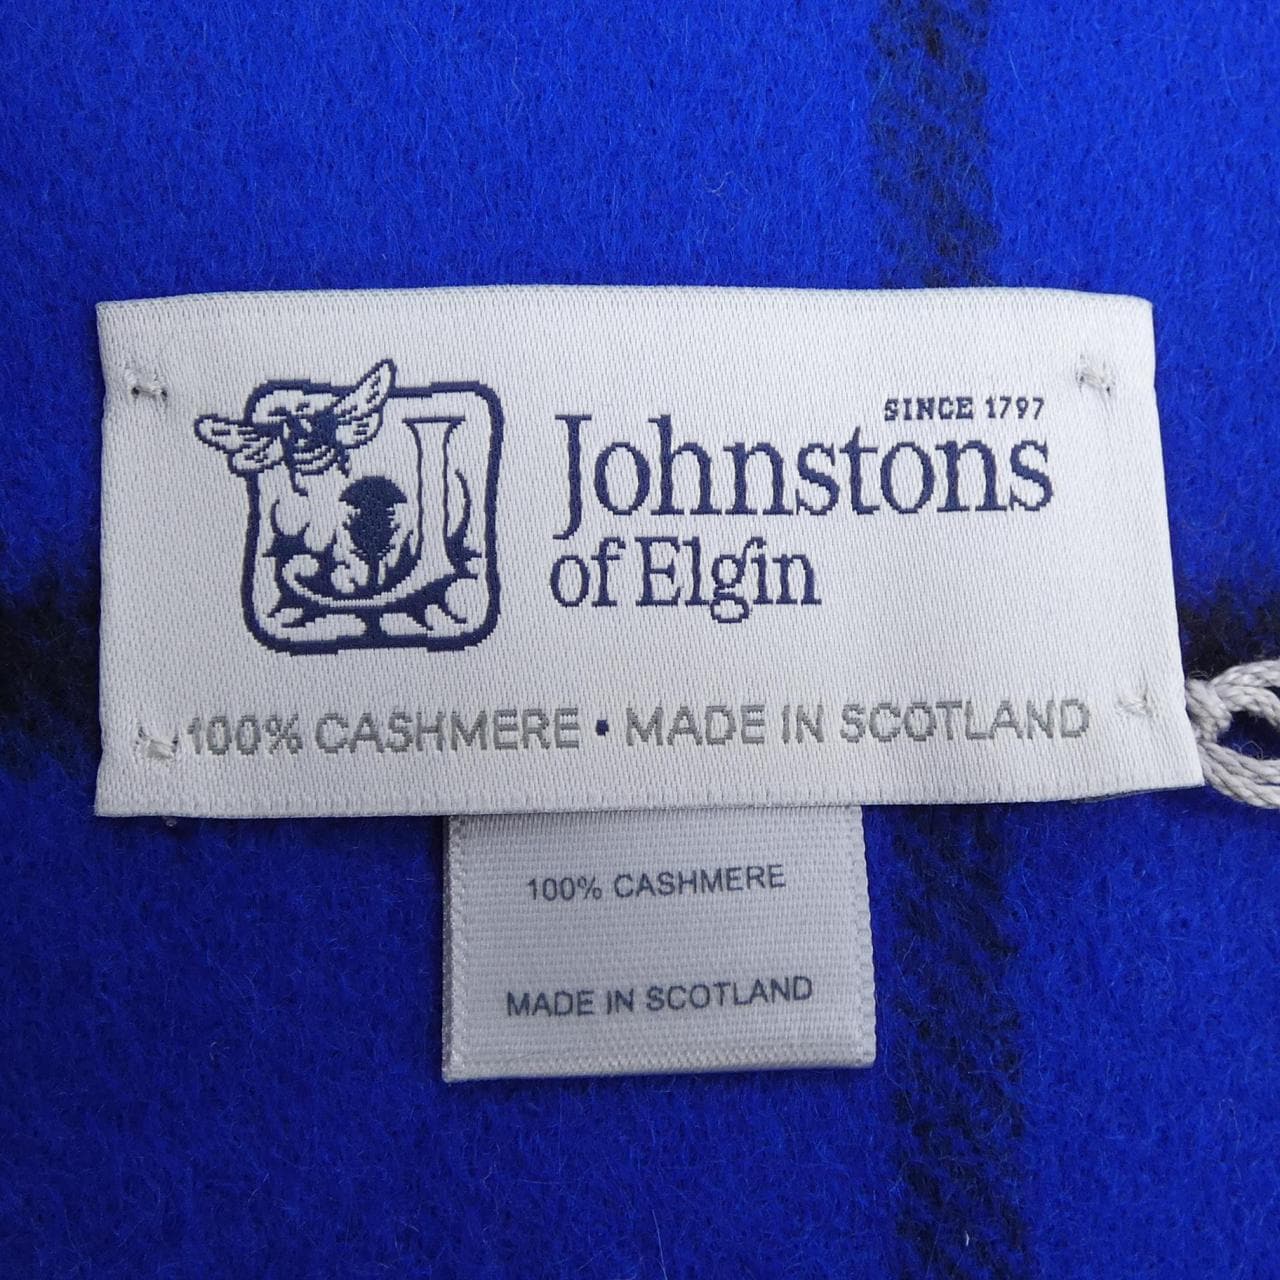 SINCE 1797
Johnstons
of Elgin
100% CASHMERE • MADE IN SCOTLAND
100% CASHMERE
MADE IN SCOTLAND